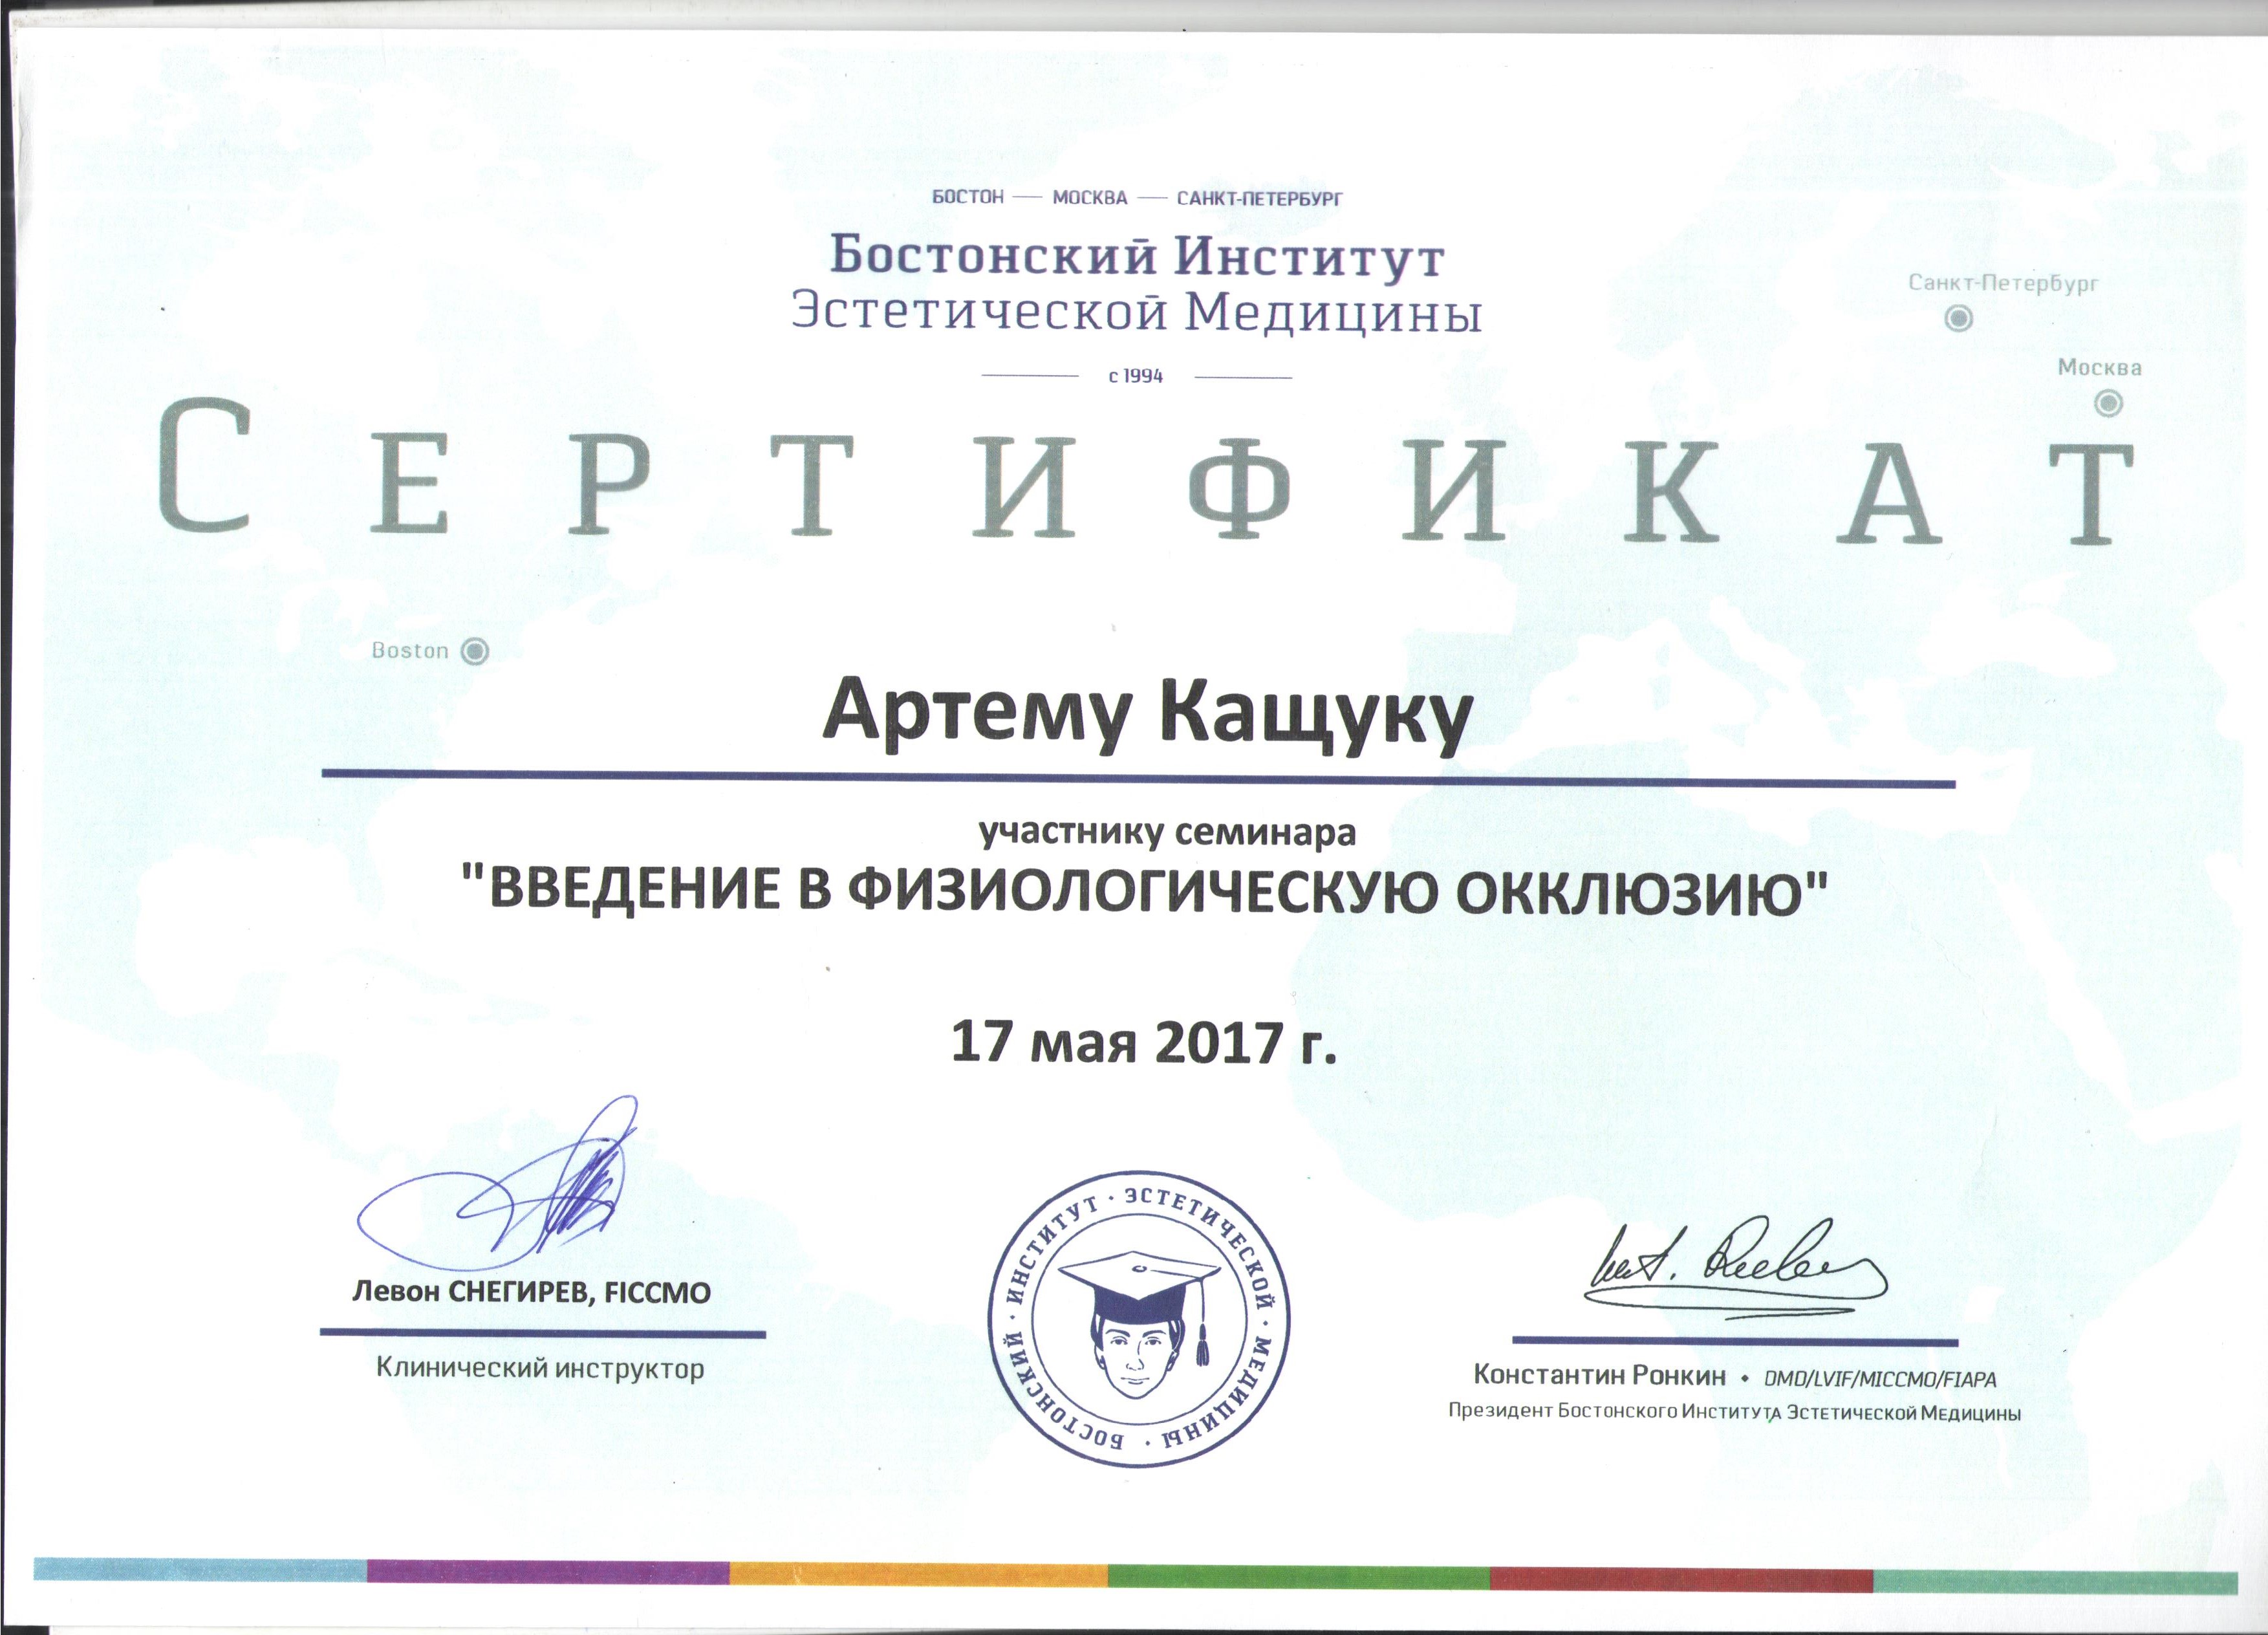 БОСТОН — МОСКВА — САНКТ-ПЕТЕРБУРГ
Бостонский Институт
Эстетической Медицины
с 1994
Санкт-Петербург
Москва
СЕРТИФИКАТ
Boston
Артему Кащуку
участнику семинара
"ВВЕДЕНИЕ В ФИЗИОЛОГИЧЕСКУЮ ОККЛЮЗИЮ"
17 мая 2017 г.
Левон СНЕГИРЕВ, FICCMO
Клинический инструктор
БОСТОНСКИЙ · ИНСТИТУТ · ЭСТЕТИЧЕСКОЙ · МЕДИЦИНЫ ·
Константин Ронкин • DMD/LVIF/MICCMO/FIAPA
Президент Бостонского Института Эстетической Медицины